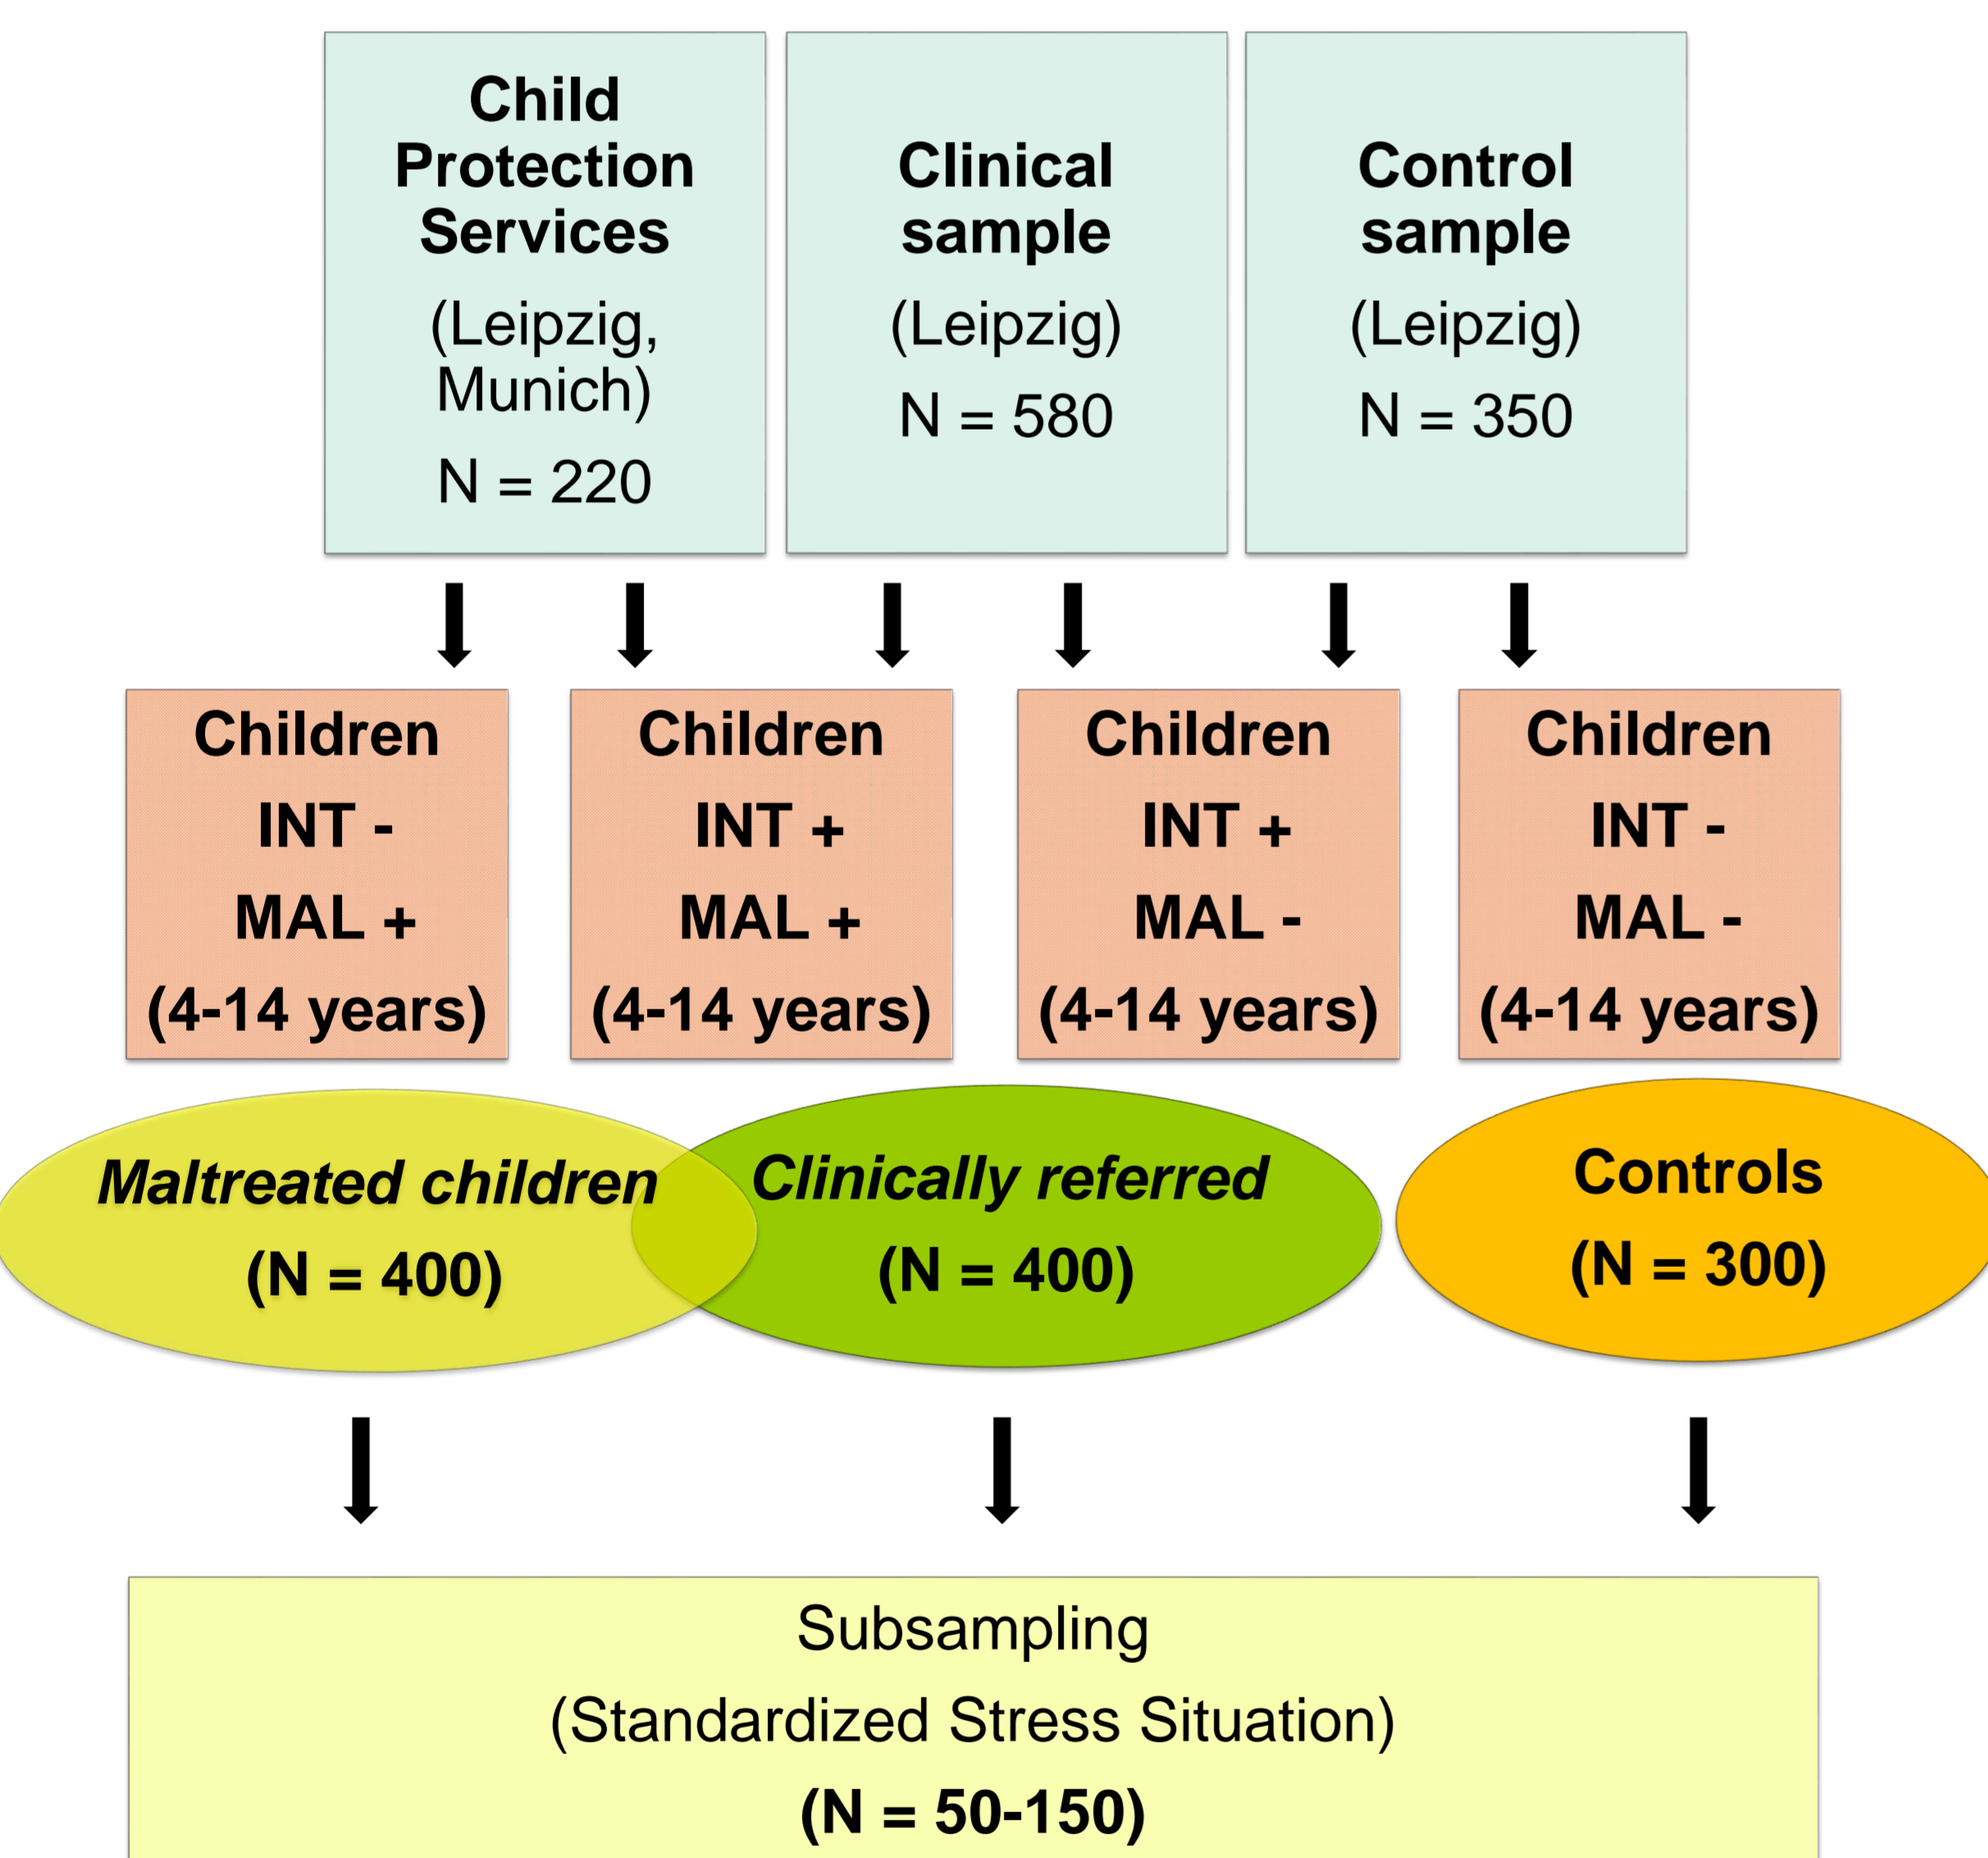 Child
Protection
Services
(Leipzig,
Munich)
N = 220
Clinical
sample
(Leipzig)
N = 580
Control
sample
(Leipzig)
N = 350
Children
INT -
MAL +
(4-14 years)
Children
INT +
MAL +
(4-14 years)
Children
INT +
MAL -
(4-14 years)
Children
INT -
MAL -
(4-14 years)
Maltreated children
(N = 400)
Clinically referred
(N = 400)
Controls
(N = 300)
Subsampling
(Standardized Stress Situation)
(N = 50-150)